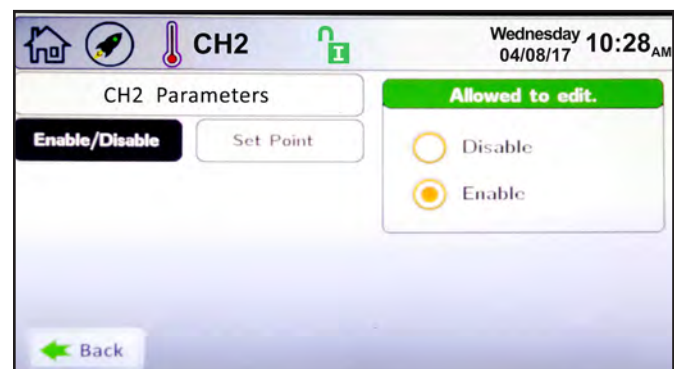 CH2
I
Wednesday
04/08/17
10:28AM
CH2 Parameters
Enable/Disable
Set Point
Allowed to edit.
Disable
Enable
Back